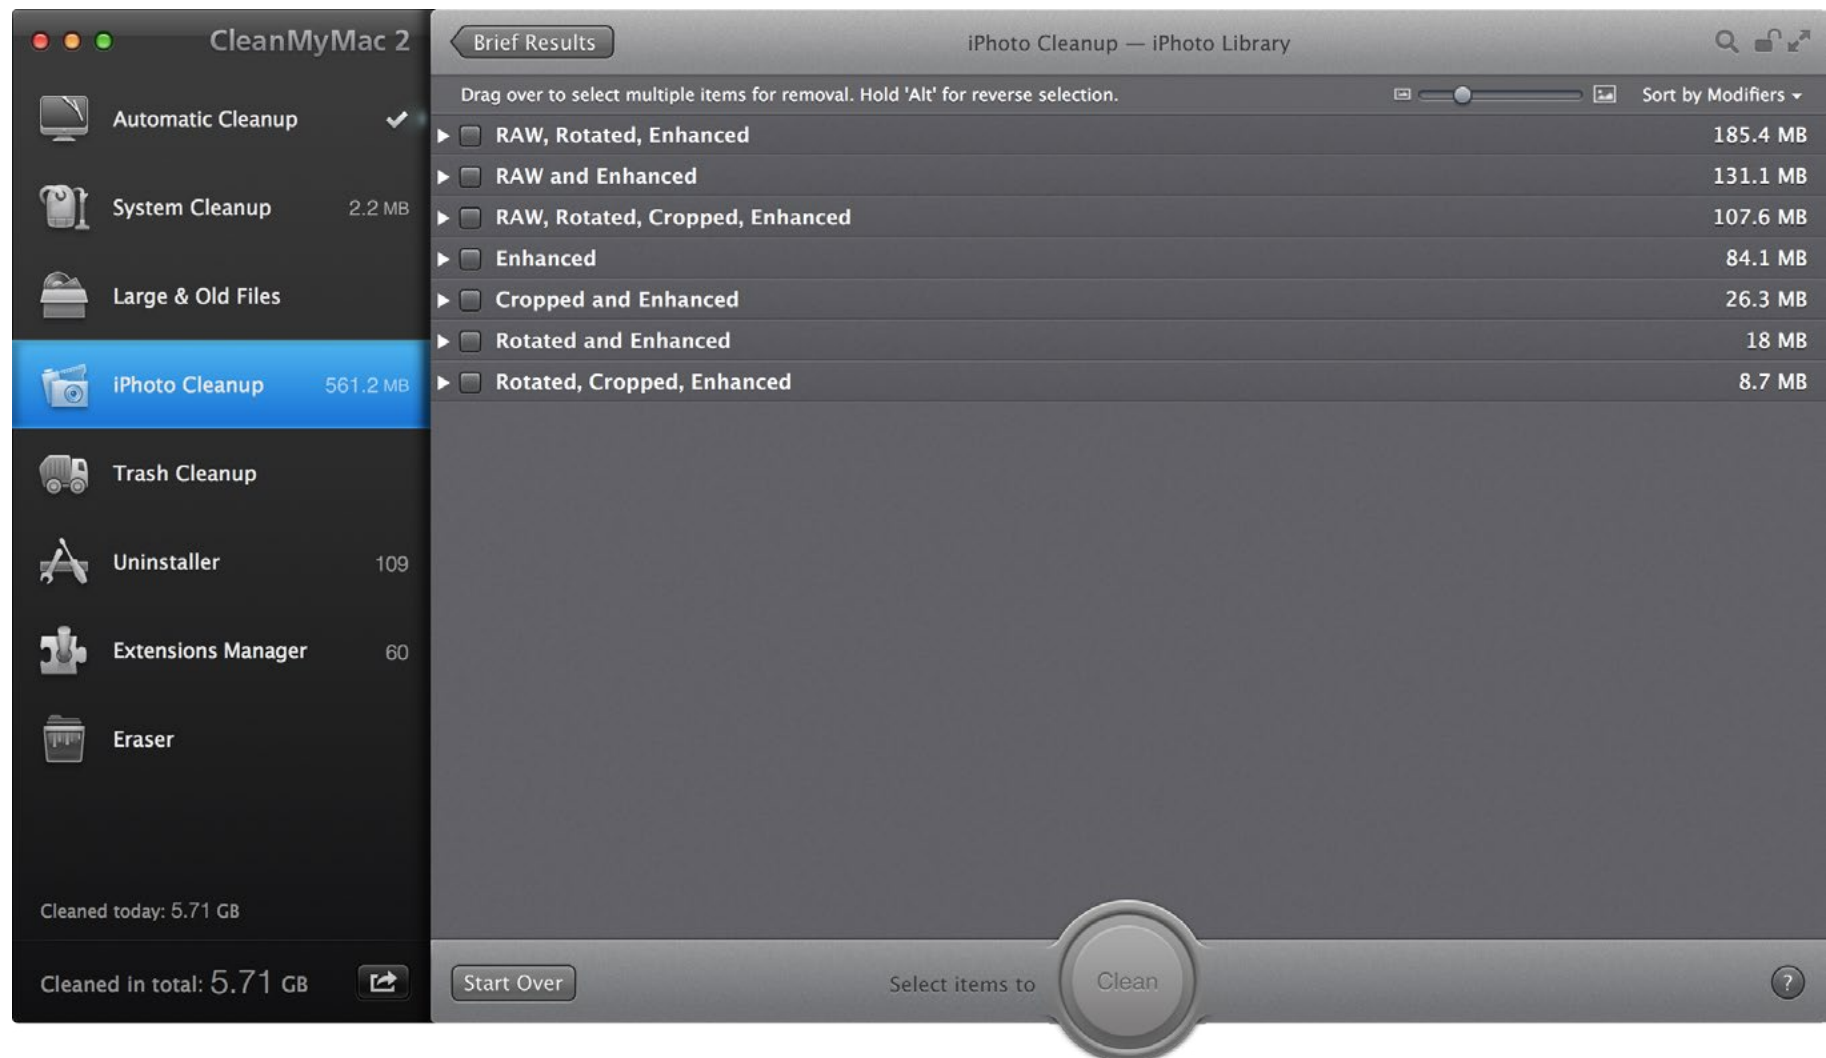 CleanMyMac 2
Automatic Cleanup
System Cleanup 2.2 MB
Large & Old Files
iPhoto Cleanup 561.2 MB
Trash Cleanup
Uninstaller 109
Extensions Manager 60
Eraser
Cleaned today: 5.71 GB
Cleaned in total: 5.71 GB
Brief Results
iPhoto Cleanup — iPhoto Library
Drag over to select multiple items for removal. Hold 'Alt' for reverse selection.
Sort by Modifiers
RAW, Rotated, Enhanced 185.4 MB
RAW and Enhanced 131.1 MB
RAW, Rotated, Cropped, Enhanced 107.6 MB
Enhanced 84.1 MB
Cropped and Enhanced 26.3 MB
Rotated and Enhanced 18 MB
Rotated, Cropped, Enhanced 8.7 MB
Start Over
Select items to
Clean
?